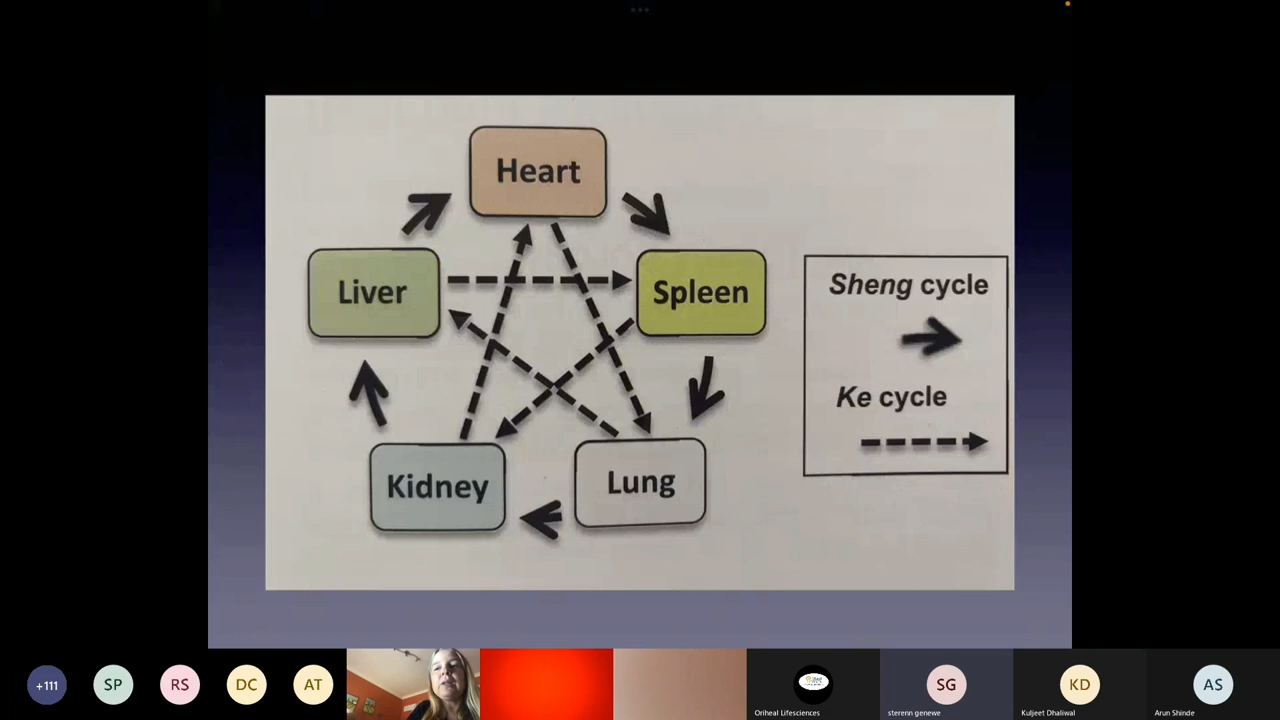 Heart
Liver
Spleen
Kidney
Lung
Sheng cycle
Ke cycle
+111
SP
RS
DC
AT
Oriheal Lifesciences
SG
sterenn genewe
KD
Kuljeet Dhaliwal
AS
Arun Shinde